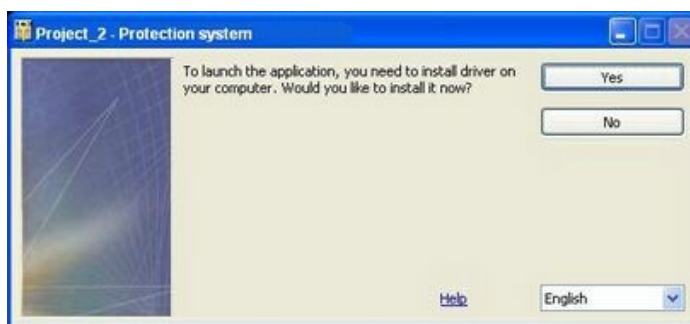 Project_2 - Protection system
To launch the application, you need to install driver on
your computer. Would you like to install it now?
Yes
No
Help
English